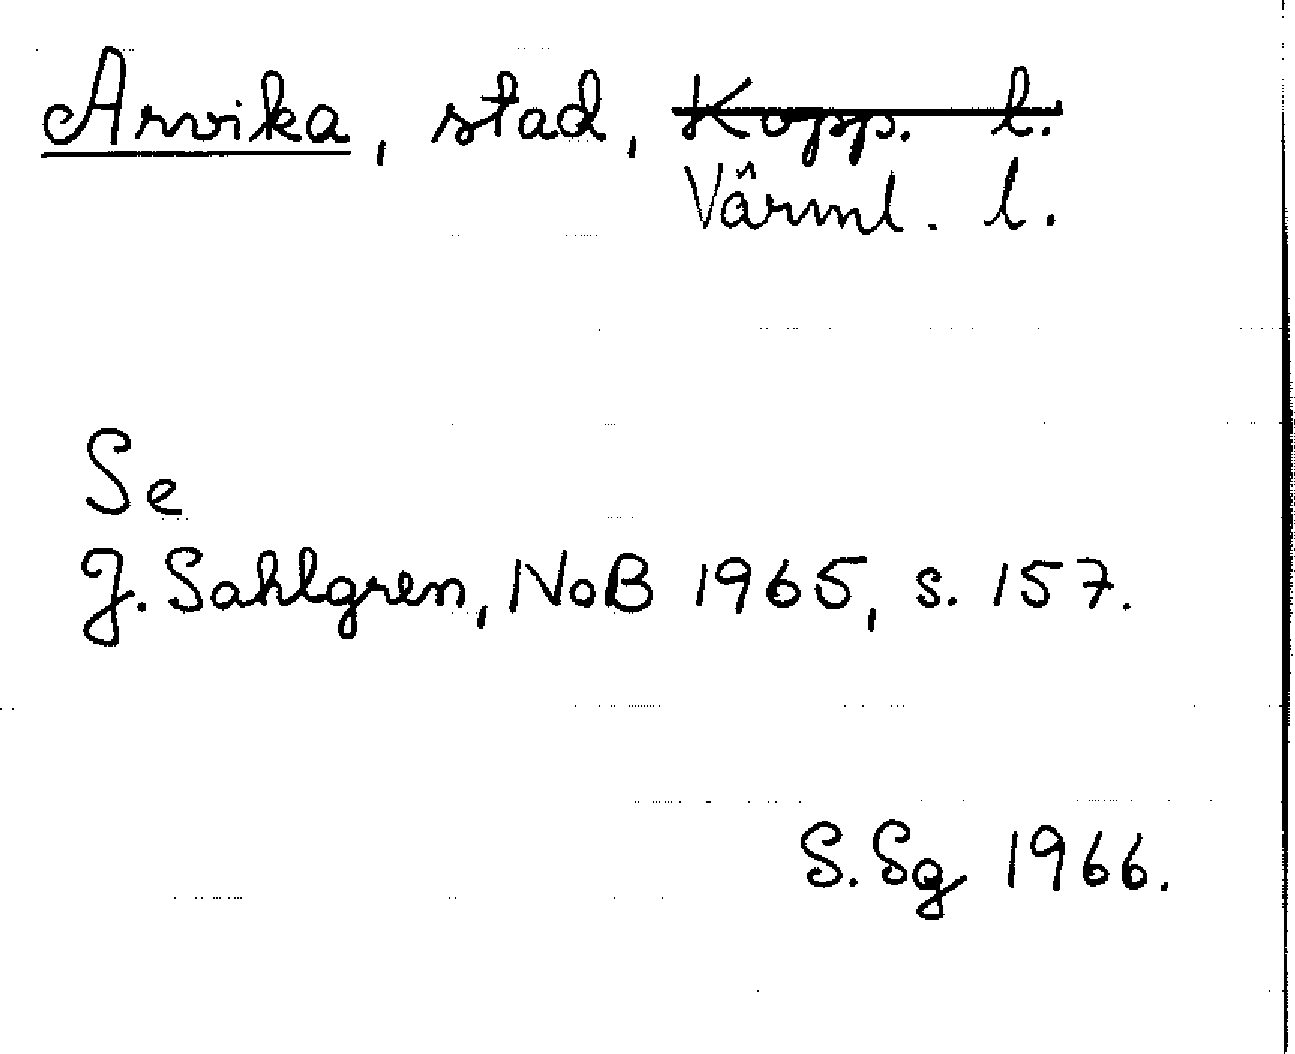 Arvika, stad, Kopp. l.
Värml. l.
Se
J. Sahlgren, NoB 1965, s. 157.
S. Sg 1966.